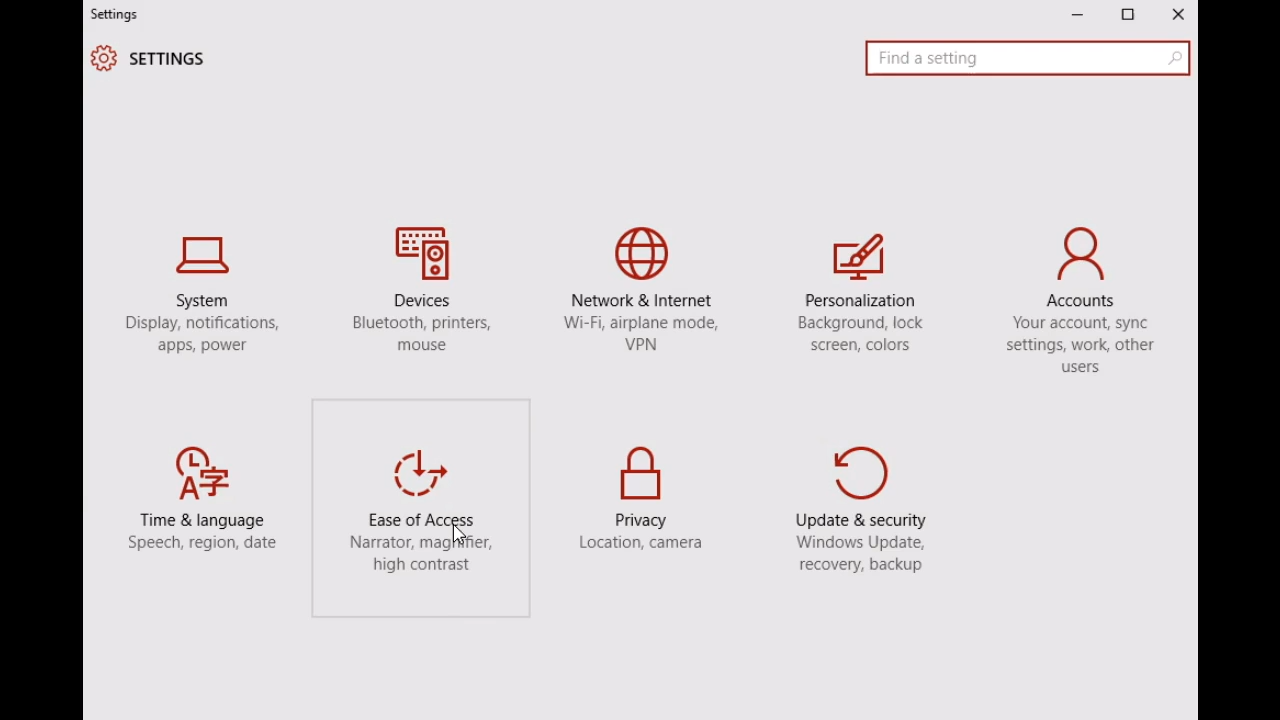 Settings
SETTINGS
Find a setting
System
Display, notifications,
apps, power
Devices
Bluetooth, printers,
mouse
Network & Internet
Wi-Fi, airplane mode,
VPN
Personalization
Background, lock
screen, colors
Accounts
Your account, sync
settings, work, other
users
A字
Time & language
Speech, region, date
Ease of Access
Narrator, magnifier,
high contrast
Privacy
Location, camera
Update & security
Windows Update,
recovery, backup